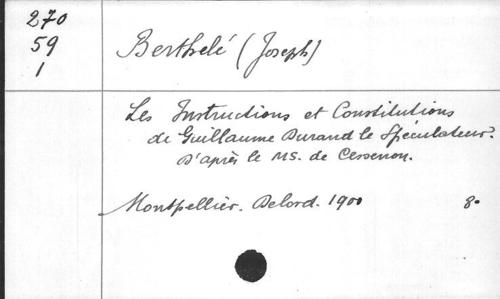 270
59
1
Berthelé (Joseph)
Les Instructions et Constitutions
de Guillaume Durand le Spéculateur.
D'après le MS. de Cessenon.
Montpellier. Delord. 1900 8o